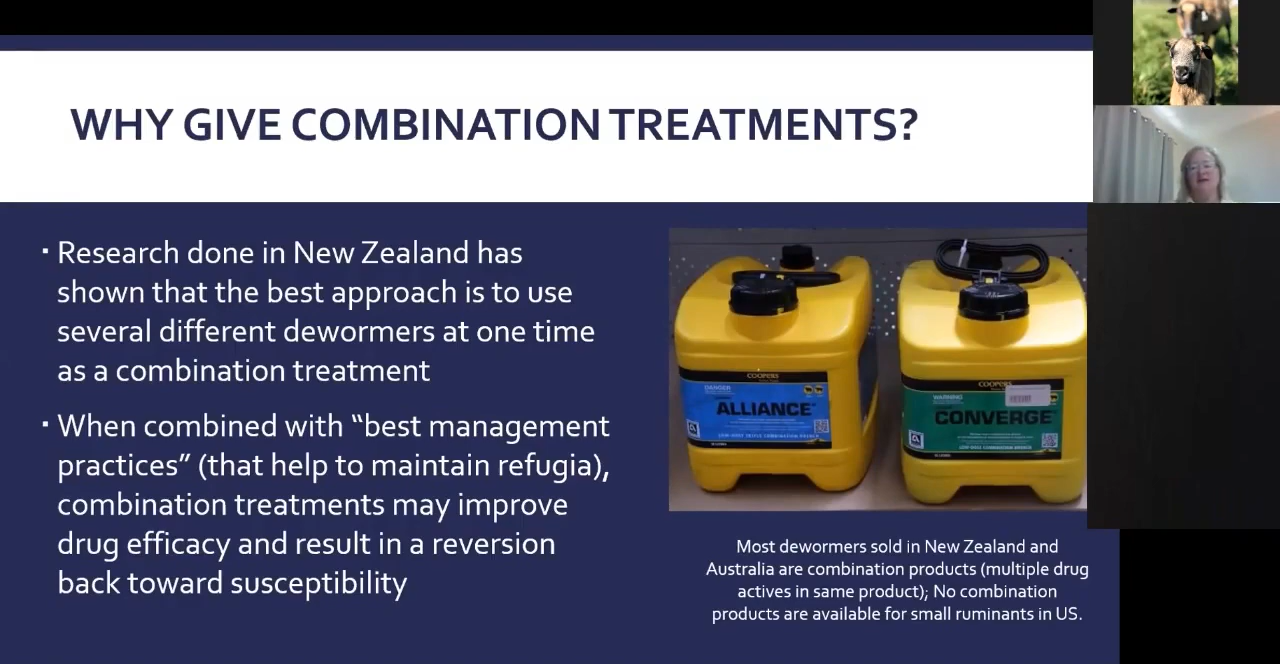 WHY GIVE COMBINATION TREATMENTS?
▪ Research done in New Zealand has
shown that the best approach is to use
several different dewormers at one time
as a combination treatment
▪ When combined with “best management
practices” (that help to maintain refugia),
combination treatments may improve
drug efficacy and result in a reversion
back toward susceptibility
COOPERS
DANGER
ALLIANCE
COOPERS
WARNING
CONVERGE
Most dewormers sold in New Zealand and
Australia are combination products (multiple drug
actives in same product); No combination
products are available for small ruminants in US.